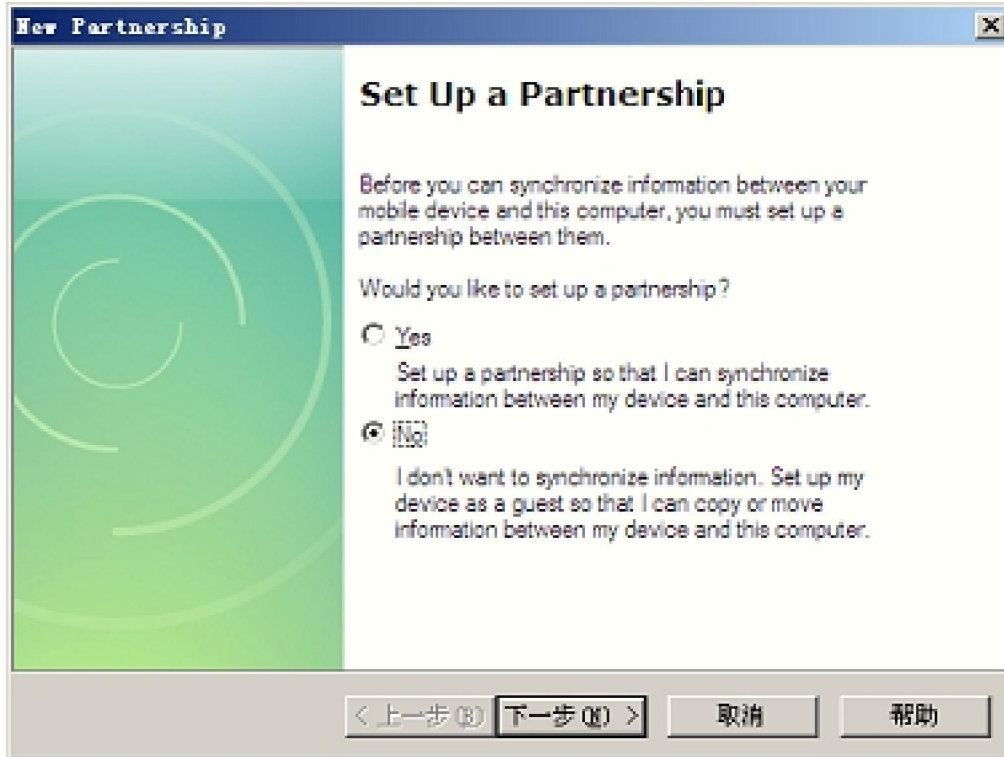 New Partnership
Set Up a Partnership
Before you can synchronize information between your
mobile device and this computer, you must set up a
partnership between them.
Would you like to set up a partnership?
Yes
Set up a partnership so that I can synchronize
information between my device and this computer.
No
I don't want to synchronize information. Set up my
device as a guest so that I can copy or move
information between my device and this computer.
< 上一步(B) 下一步(N) > 取消 帮助